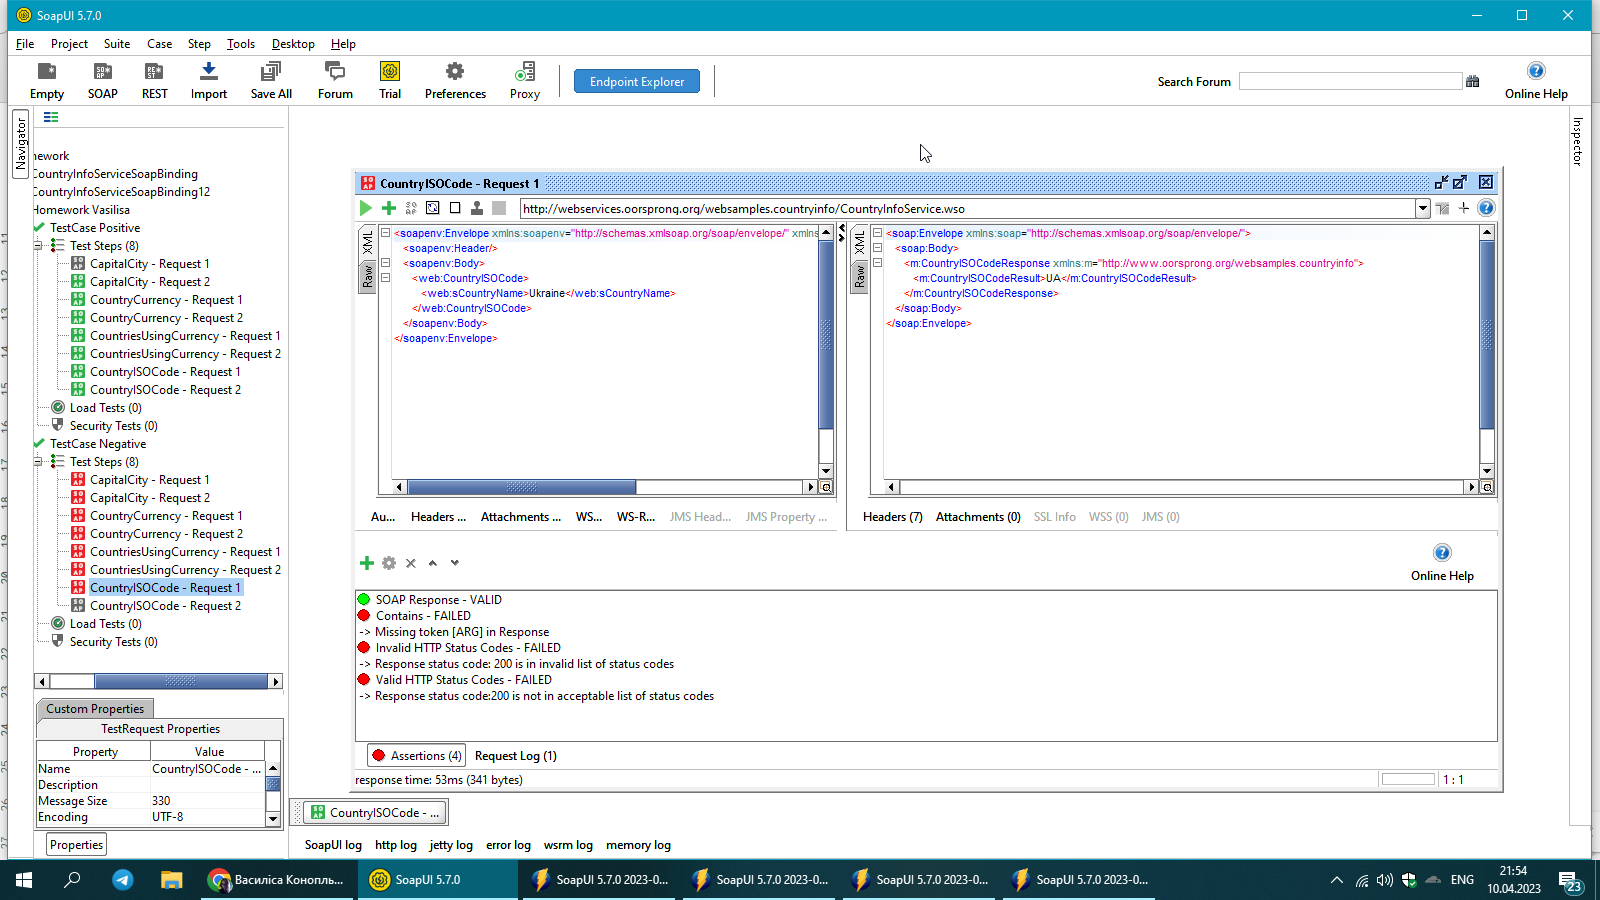 SoapUI 5.7.0
File Project Suite Case Step Tools Desktop Help
Empty SOAP REST Import Save All Forum Trial Preferences Proxy Endpoint Explorer Search Forum Online Help
Navigator
Inspector
nework
CountryInfoServiceSoapBinding
CountryInfoServiceSoapBinding12
Homework Vasilisa
TestCase Positive
Test Steps (8)
CapitalCity - Request 1
CapitalCity - Request 2
CountryCurrency - Request 1
CountryCurrency - Request 2
CountriesUsingCurrency - Request 1
CountriesUsingCurrency - Request 2
CountryISOCode - Request 1
CountryISOCode - Request 2
Load Tests (0)
Security Tests (0)
TestCase Negative
Test Steps (8)
CapitalCity - Request 1
CapitalCity - Request 2
CountryCurrency - Request 1
CountryCurrency - Request 2
CountriesUsingCurrency - Request 1
CountriesUsingCurrency - Request 2
CountryISOCode - Request 1
CountryISOCode - Request 2
Load Tests (0)
Security Tests (0)
Custom Properties
TestRequest Properties
Property Value
Name CountryISOCode - ...
Description
Message Size 330
Encoding UTF-8
Properties
CountryISOCode - Request 1
http://webservices.oorsprong.org/websamples.countryinfo/CountryInfoService.wso
XML
Raw
<soapenv:Envelope xmlns:soapenv="http://schemas.xmlsoap.org/soap/envelope/" xmlns
<soapenv:Header/>
<soapenv:Body>
<web:CountryISOCode>
<web:sCountryName>Ukraine</web:sCountryName>
</web:CountryISOCode>
</soapenv:Body>
</soapenv:Envelope>
XML
Raw
<soap:Envelope xmlns:soap="http://schemas.xmlsoap.org/soap/envelope/">
<soap:Body>
<m:CountryISOCodeResponse xmlns:m="http://www.oorsprong.org/websamples.countryinfo">
<m:CountryISOCodeResult>UA</m:CountryISOCodeResult>
</m:CountryISOCodeResponse>
</soap:Body>
</soap:Envelope>
Au... Headers ... Attachments ... WS... WS-R... JMS Head... JMS Property ...
Headers (7) Attachments (0) SSL Info WSS (0) JMS (0)
Online Help
SOAP Response - VALID
Contains - FAILED
-> Missing token [ARG] in Response
Invalid HTTP Status Codes - FAILED
-> Response status code: 200 is in invalid list of status codes
Valid HTTP Status Codes - FAILED
-> Response status code:200 is not in acceptable list of status codes
Assertions (4) Request Log (1)
response time: 53ms (341 bytes)
1 : 1
CountryISOCode - ...
SoapUI log http log jetty log error log wsrm log memory log
Василіса Конопль... SoapUI 5.7.0 SoapUI 5.7.0 2023-0... SoapUI 5.7.0 2023-0... SoapUI 5.7.0 2023-0... SoapUI 5.7.0 2023-0...
ENG
21:54
10.04.2023
23